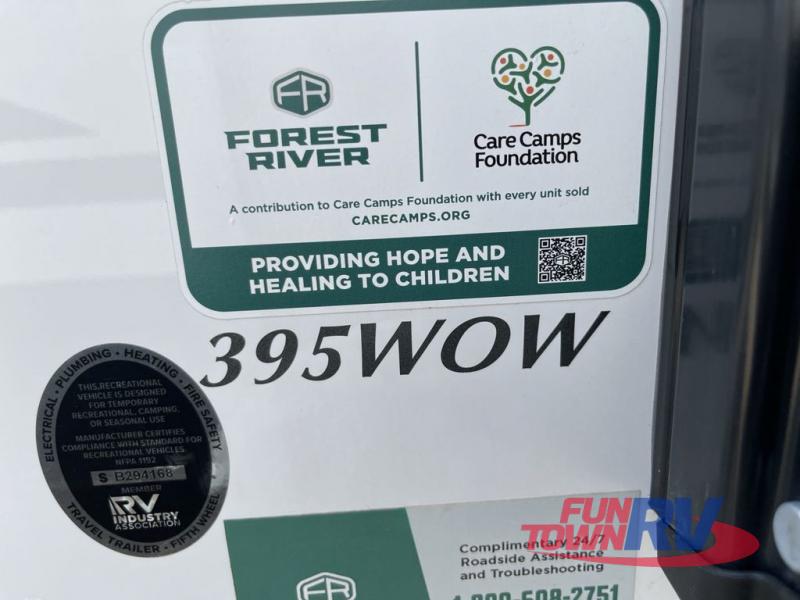 FR
FOREST
RIVER
Care Camps
Foundation
A contribution to Care Camps Foundation with every unit sold
CARECAMPS.ORG
PROVIDING HOPE AND
HEALING TO CHILDREN
395WOW
ELECTRICAL • PLUMBING • HEATING • FIRE SAFETY
THIS RECREATIONAL
VEHICLE IS DESIGNED
FOR TEMPORARY
RECREATIONAL, CAMPING,
OR SEASONAL USE
MANUFACTURER CERTIFIES
COMPLIANCE WITH STANDARD FOR
RECREATIONAL VEHICLES
NFPA 1192
S B294168
MEMBER
RV
INDUSTRY
ASSOCIATION
TRAVEL TRAILER • FIFTH WHEEL
FUN
TOWN RV
Complimentary 24/7
Roadside Assistance
and Troubleshooting
FR